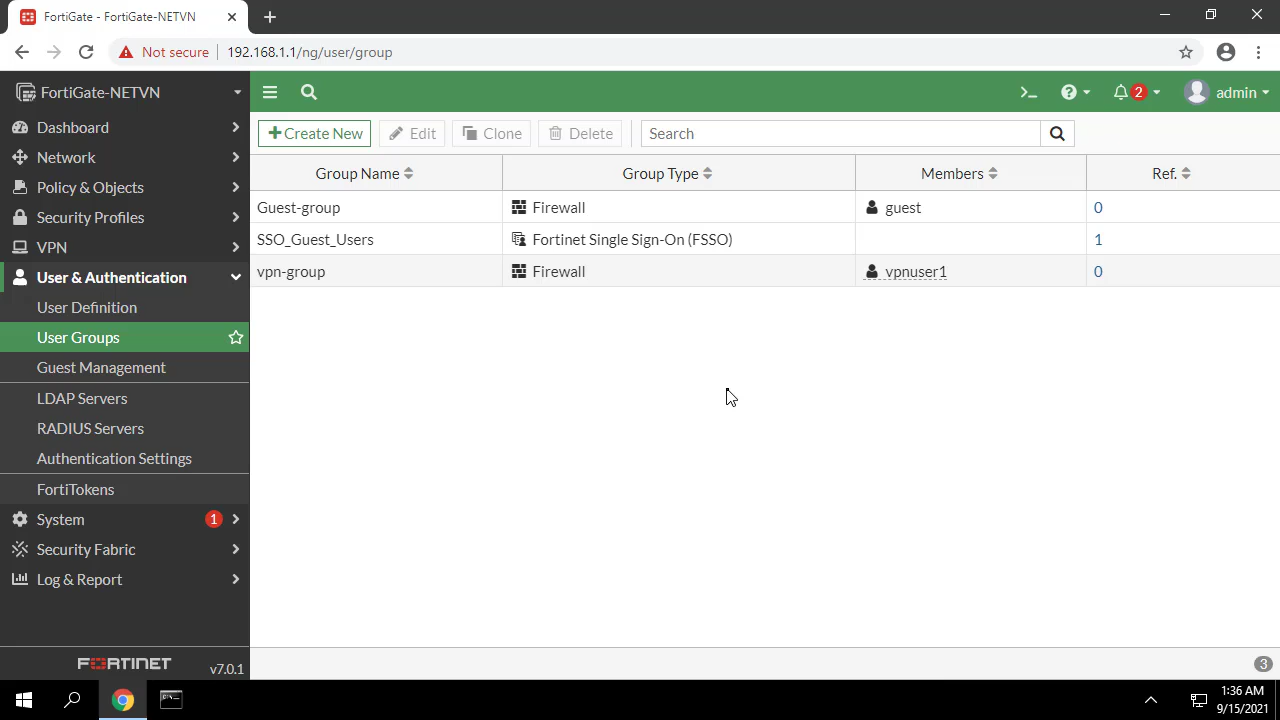 FortiGate - FortiGate-NETVN
Not secure 192.168.1.1/ng/user/group
FortiGate-NETVN
2 admin
Dashboard
Network
Policy & Objects
Security Profiles
VPN
User & Authentication
User Definition
User Groups
Guest Management
LDAP Servers
RADIUS Servers
Authentication Settings
FortiTokens
System 1
Security Fabric
Log & Report
FORTINET v7.0.1
Create New Edit Clone Delete Search
Group Name Group Type Members Ref.
Guest-group Firewall guest 0
SSO_Guest_Users Fortinet Single Sign-On (FSSO) 1
vpn-group Firewall vpnuser1 0
3
1:36 AM
9/15/2021